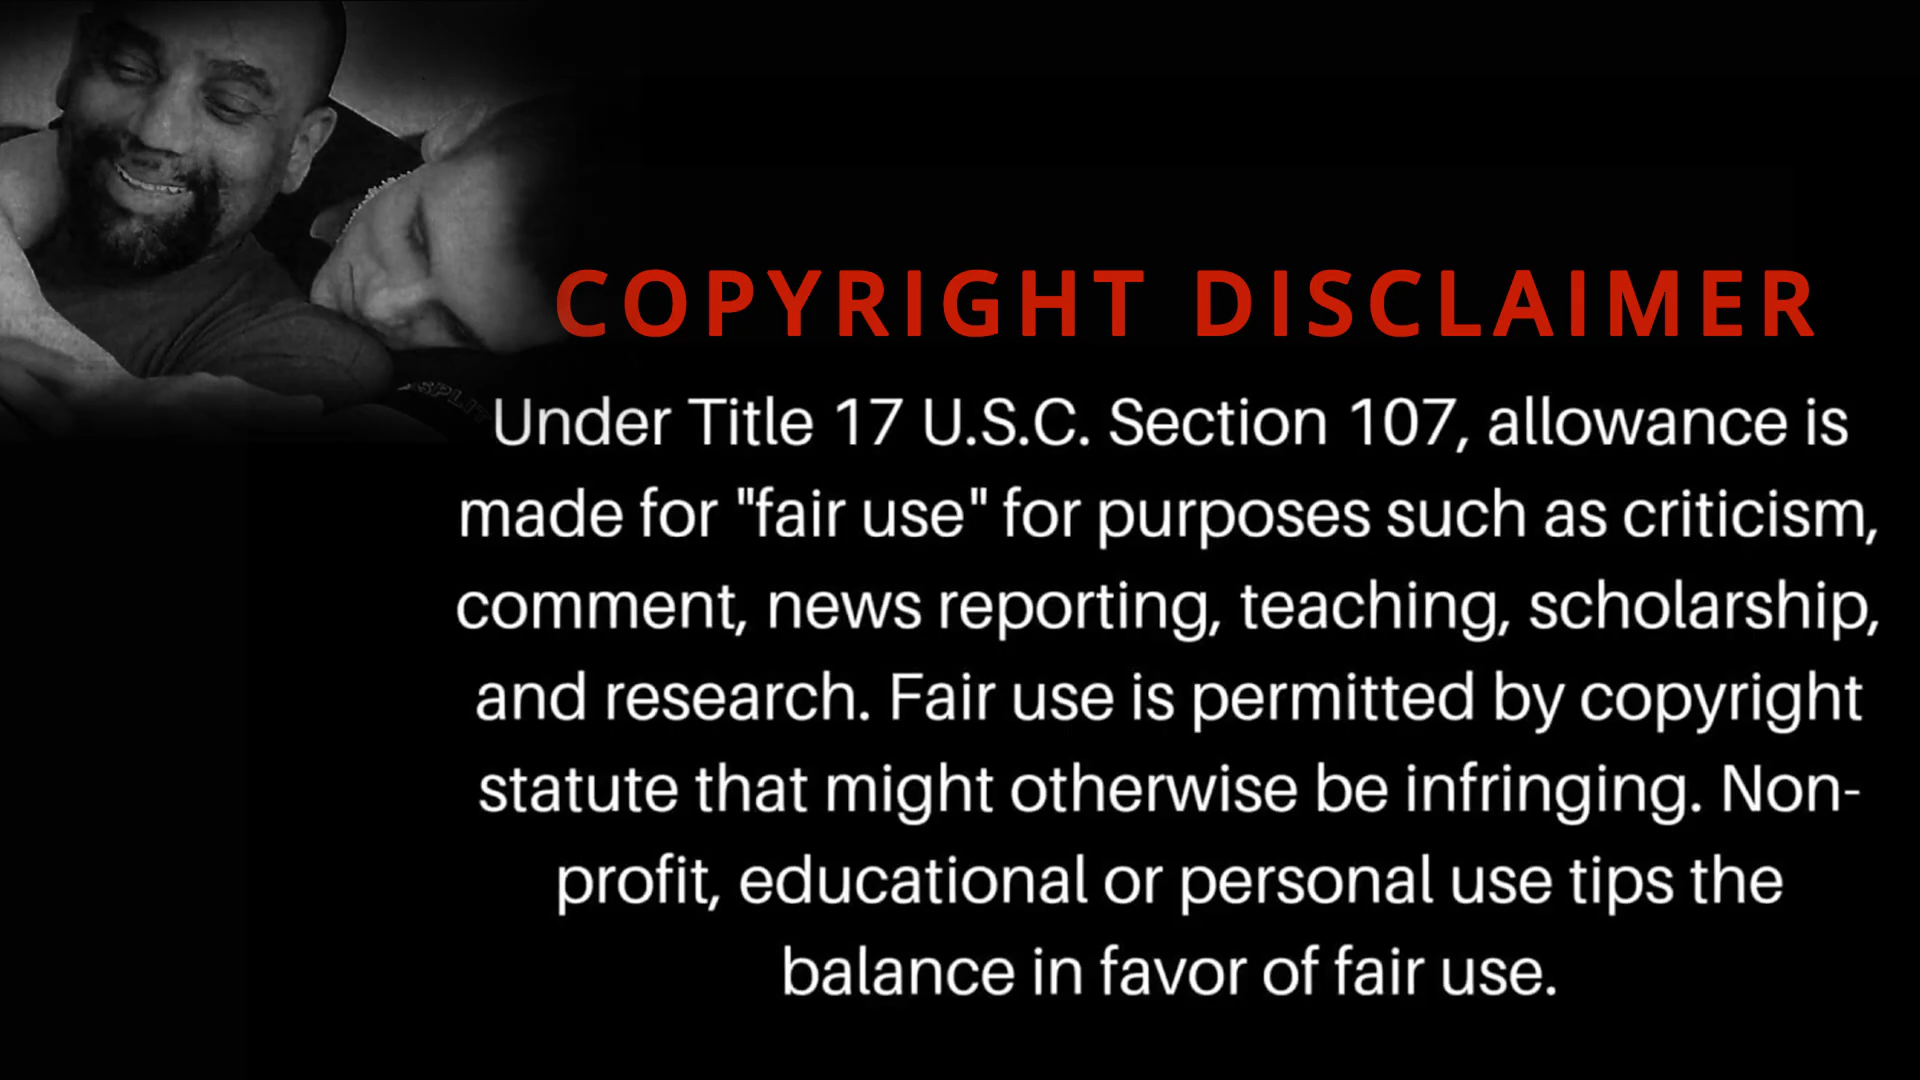 COPYRIGHT DISCLAIMER
Under Title 17 U.S.C. Section 107, allowance is
made for "fair use" for purposes such as criticism,
comment, news reporting, teaching, scholarship,
and research. Fair use is permitted by copyright
statute that might otherwise be infringing. Non-
profit, educational or personal use tips the
balance in favor of fair use.